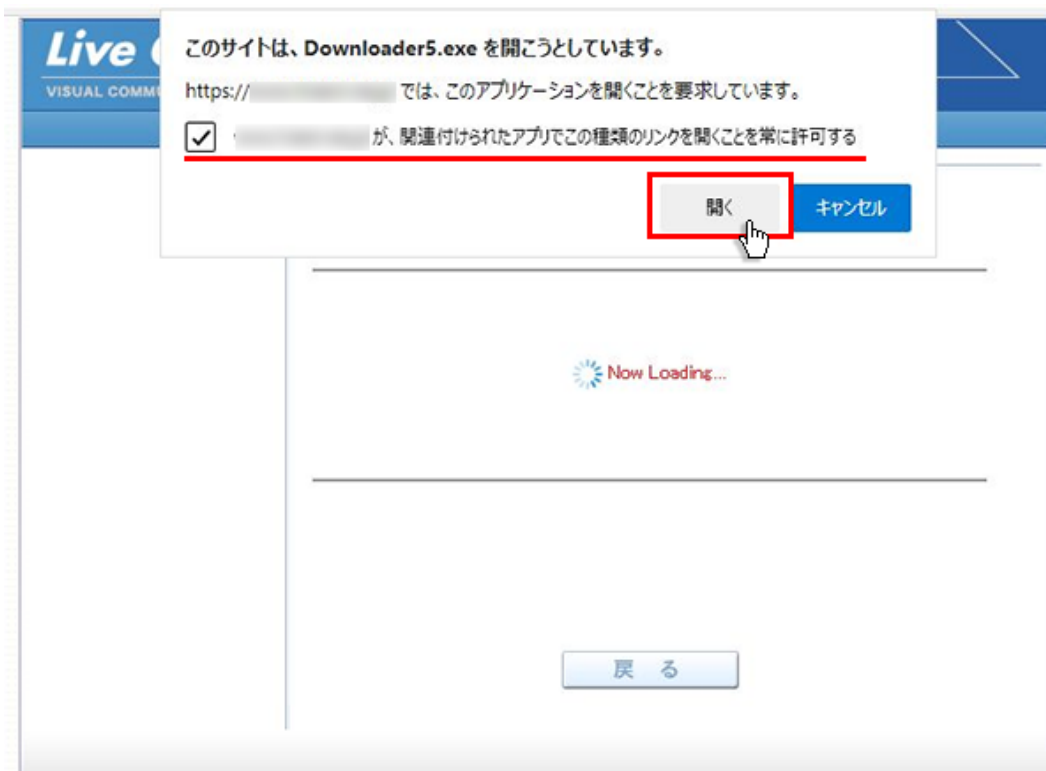 このサイトは、Downloader5.exe を開こうとしています。
https:// では、このアプリケーションを開くことを要求しています。
が、関連付けられたアプリでこの種類のリンクを開くことを常に許可する
開く キャンセル
Live
VISUAL COMM
Now Loading...
戻 る